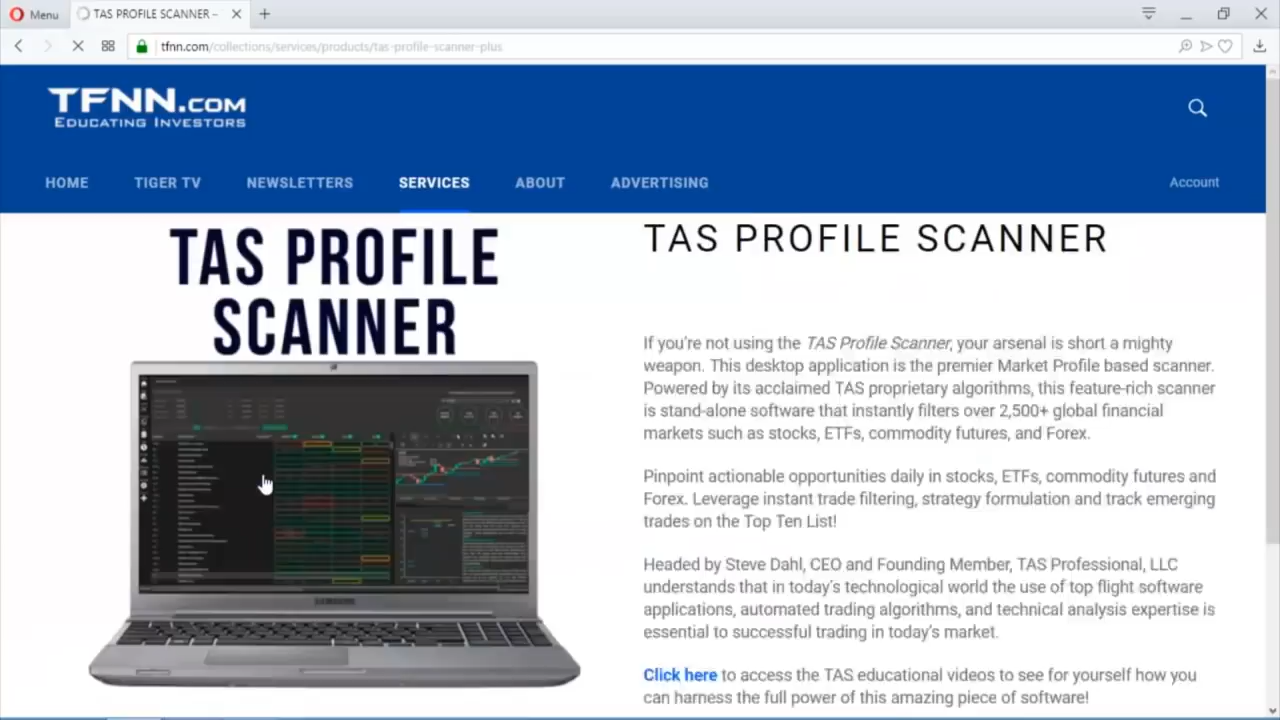 Menu
TAS PROFILE SCANNER –
tfnn.com/collections/services/products/tas-profile-scanner-plus
TFNN.COM
EDUCATING INVESTORS
HOME
TIGER TV
NEWSLETTERS
SERVICES
ABOUT
ADVERTISING
Account
TAS PROFILE
SCANNER
SAMSUNG
TAS PROFILE SCANNER
If you're not using the TAS Profile Scanner, your arsenal is short a mighty
weapon. This desktop application is the premier Market Profile based scanner.
Powered by its acclaimed TAS proprietary algorithms, this feature-rich scanner
is stand-alone software that instantly filters over 2,500+ global financial
markets such as stocks, ETFs, commodity futures, and Forex.
Pinpoint actionable opportunities daily in stocks, ETFs, commodity futures and
Forex. Leverage instant trade filtering, strategy formulation and track emerging
trades on the Top Ten List!
Headed by Steve Dahl, CEO and Founding Member, TAS Professional, LLC
understands that in today's technological world the use of top flight software
applications, automated trading algorithms, and technical analysis expertise is
essential to successful trading in today's market.
Click here to access the TAS educational videos to see for yourself how you
can harness the full power of this amazing piece of software!